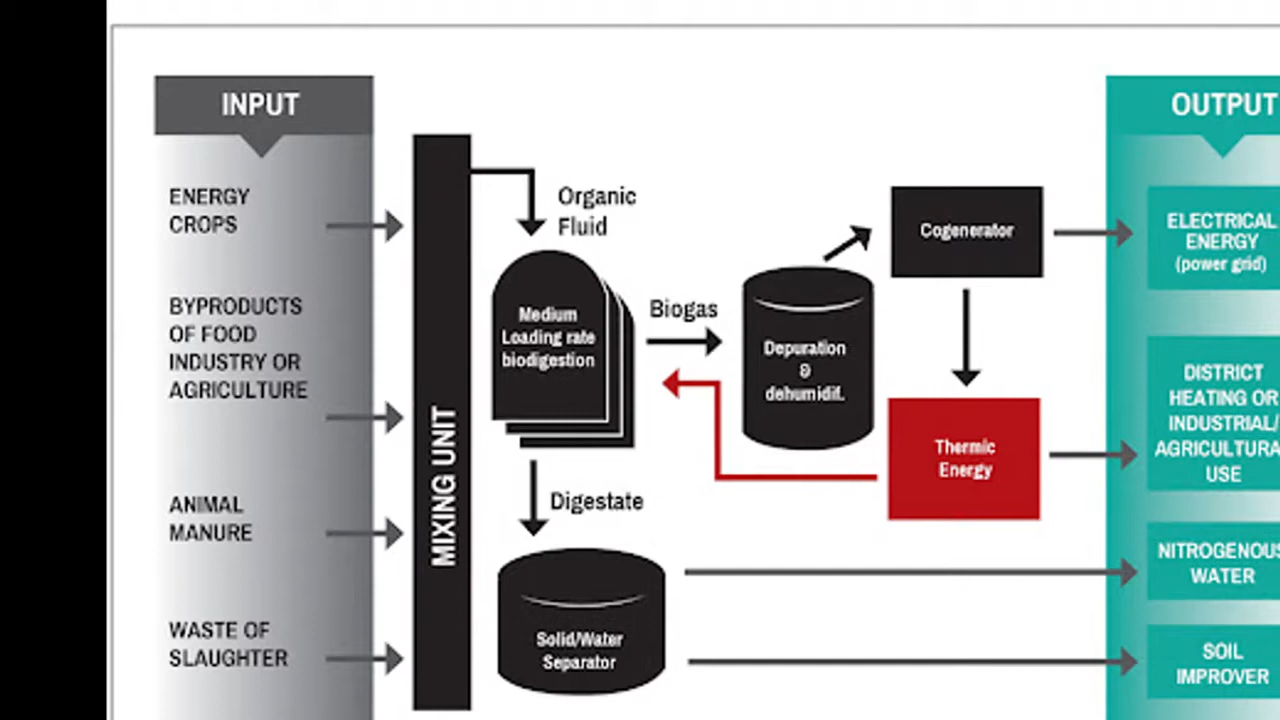 INPUT
ENERGY
CROPS
BYPRODUCTS
OF FOOD
INDUSTRY OR
AGRICULTURE
ANIMAL
MANURE
WASTE OF
SLAUGHTER
MIXING UNIT
Organic
Fluid
Medium
Loading rate
biodigestion
Biogas
Digestate
Solid/Water
Separator
Depuration
&
dehumidif.
Cogenerator
Thermic
Energy
OUTPUT
ELECTRICAL
ENERGY
(power grid)
DISTRICT
HEATING OR
INDUSTRIAL/
AGRICULTURA
USE
NITROGENOUS
WATER
SOIL
IMPROVER